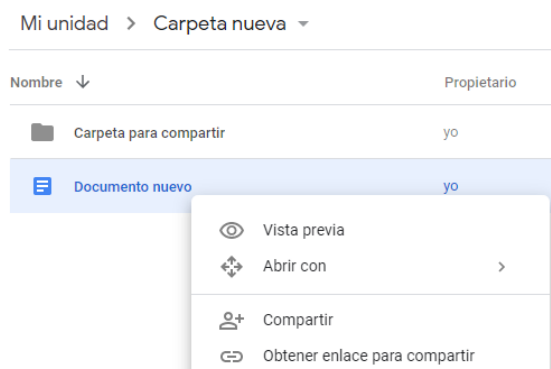 Mi unidad > Carpeta nueva
Nombre Propietario
Carpeta para compartir yo
Documento nuevo yo
Vista previa
Abrir con >
Compartir
Obtener enlace para compartir